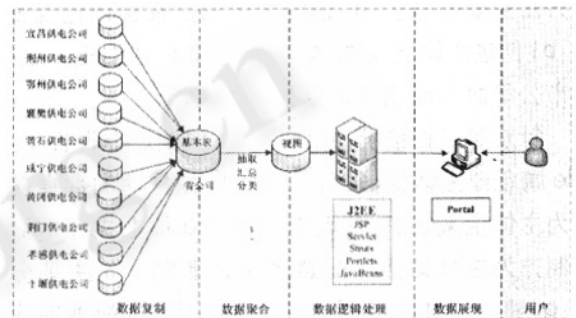 宜昌供电公司
荆州供电公司
鄂州供电公司
襄樊供电公司
黄石供电公司
咸宁供电公司
黄冈供电公司
荆门供电公司
孝感供电公司
十堰供电公司
基本表
省公司
抽取
汇总
分类
视图
J2EE
JSP
Servlet
Struts
Portlets
JavaBeans
Portal
数据复制
数据聚合
数据逻辑处理
数据展现
用户